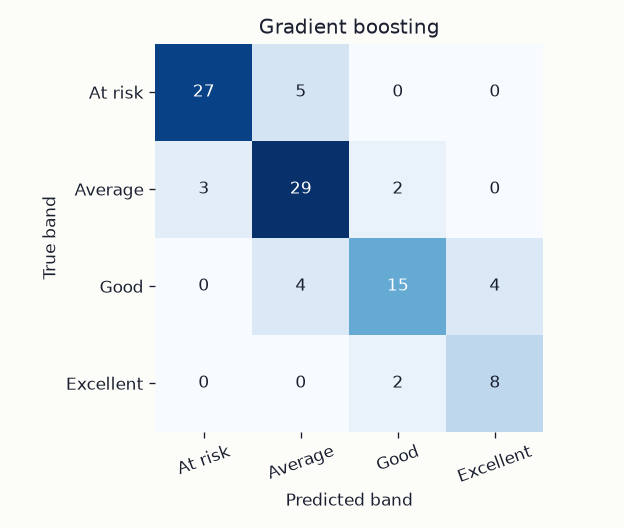 Gradient boosting
True band
At risk 27 5 0 0
Average 3 29 2 0
Good 0 4 15 4
Excellent 0 0 2 8
At risk Average Good Excellent
Predicted band